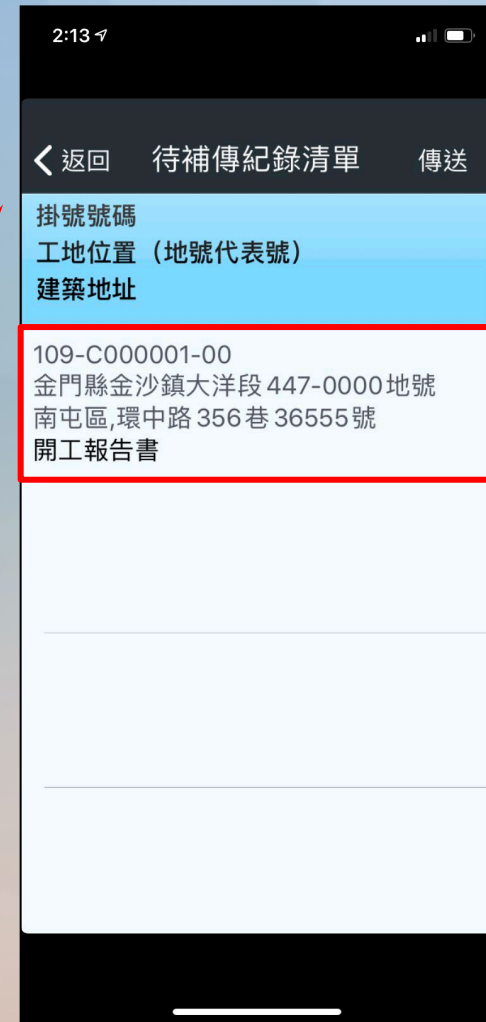 2:13
返回 待補傳紀錄清單 傳送
掛號號碼
工地位置（地號代表號）
建築地址
109-C000001-00
金門縣金沙鎮大洋段447-0000地號
南屯區,環中路356巷36555號
開工報告書